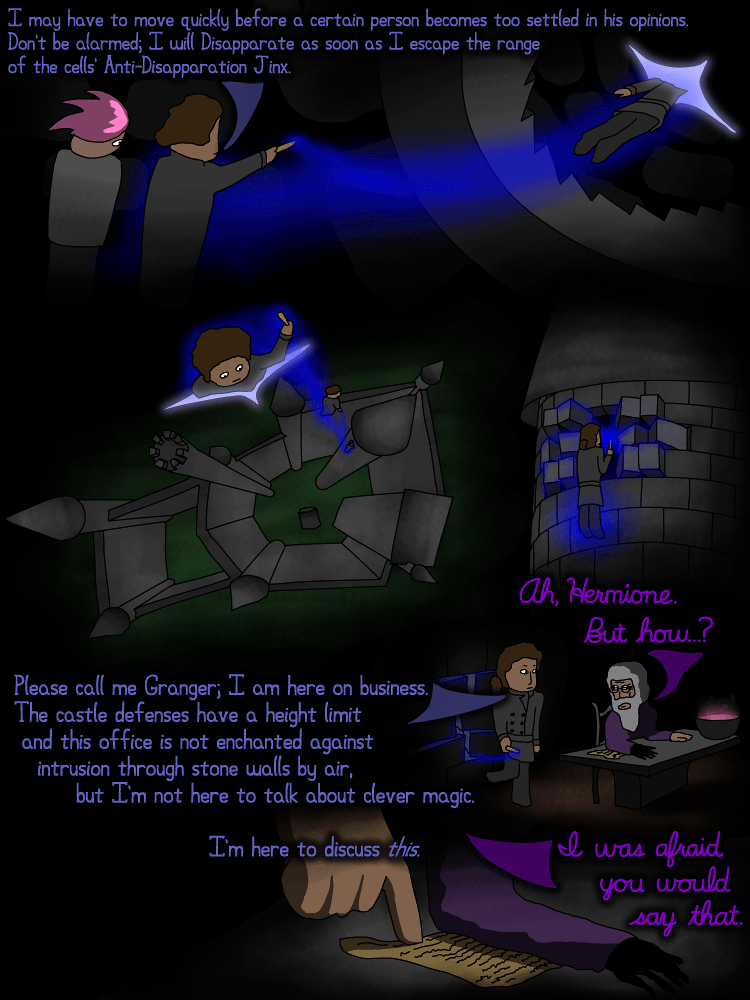 I may have to move quickly before a certain person becomes too settled in his opinions.
Don't be alarmed; I will Disapparate as soon as I escape the range
of the cells' Anti-Disapparation Jinx.
Ah, Hermione.
But how...?
Please call me Granger; I am here on business.
The castle defenses have a height limit
and this office is not enchanted against
intrusion through stone walls by air,
but I'm not here to talk about clever magic.
I'm here to discuss this.
I was afraid
you would
say that.